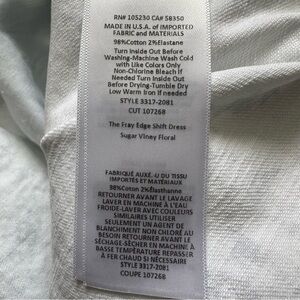 RN# 105230 CA# 58350
MADE IN U.S.A. of IMPORTED
FABRIC and MATERIALS
98%Cotton 2%Elastane
Turn Inside Out Before
Washing-Machine Wash Cold
with Like Colors Only
Non-Chlorine Bleach If
Needed Turn Inside Out
Before Drying-Tumble Dry
Low Warm Iron If needed
STYLE 3317-2081
CUT 107268
The Fray Edge Shift Dress
Sugar Viney Floral
FABRIQUÉ AUX É.-U DU TISSU
IMPORTÉS ET MATÉRIAUX
98%Cotton 2%Élasthanne
RETOURNER AVANT LE LAVAGE
LAVER EN MACHINE À L'EAU
FROIDE-LAVER AVEC COULEURS
SIMILAIRES UTILISER
SEULEMENT UN AGENT DE
BLANCHIMENT NON CHLORÉ AU
BESOIN RETOURNER AVANT LE
SÉCHAGE-SÉCHER EN MACHINE À
BASSE TEMPÉRATURE REPASSER
À FER CHAUD SI NÉCESSAIRE
STYLE 3317-2081
COUPE 107268